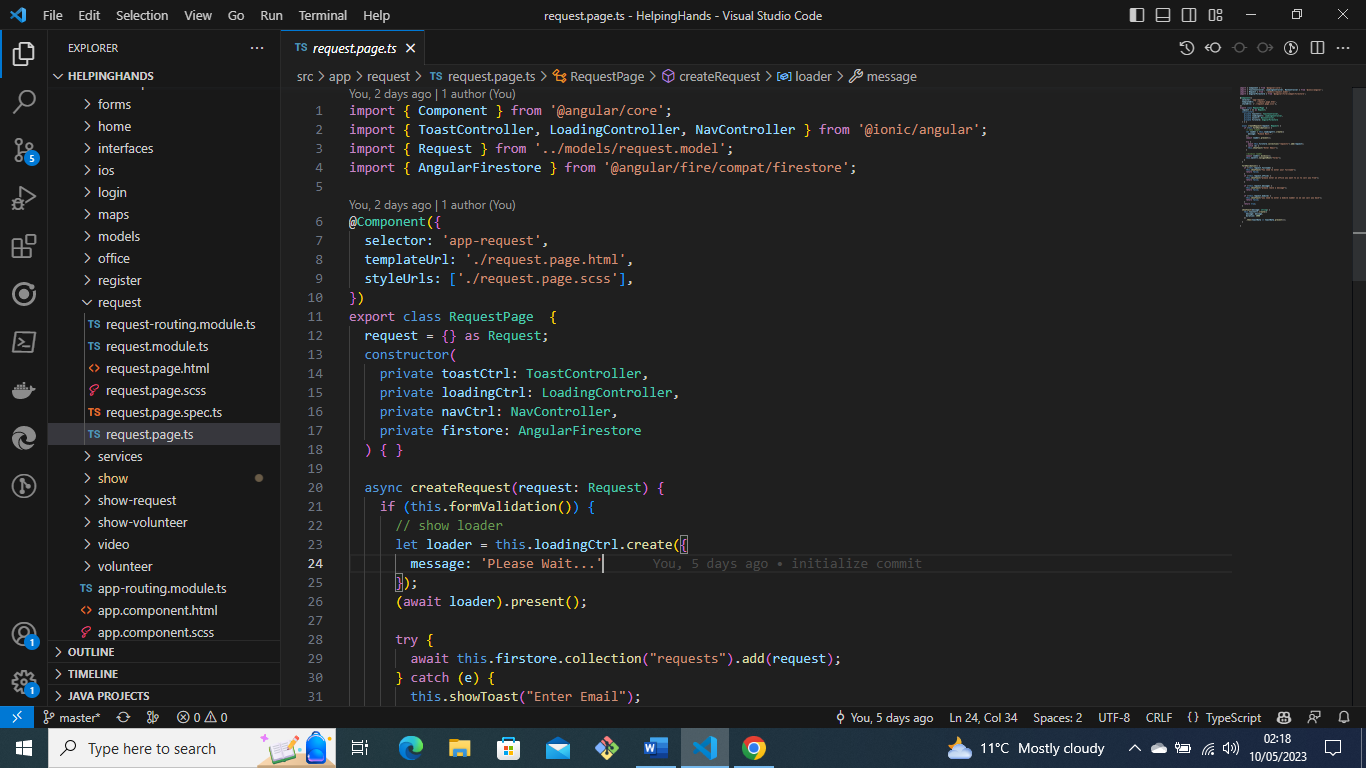 File Edit Selection View Go Run Terminal Help request.page.ts - HelpingHands - Visual Studio Code
EXPLORER
TS request.page.ts
HELPINGHANDS
src > app > request > TS request.page.ts > RequestPage > createRequest > loader > message
forms
home
interfaces
ios
login
maps
models
office
register
request
TS request-routing.module.ts
TS request.module.ts
<> request.page.html
request.page.scss
TS request.page.spec.ts
TS request.page.ts
services
show
show-request
show-volunteer
video
volunteer
TS app-routing.module.ts
<> app.component.html
app.component.scss
OUTLINE
TIMELINE
JAVA PROJECTS
5
1
1
You, 2 days ago | 1 author (You)
1 import { Component } from '@angular/core';
2 import { ToastController, LoadingController, NavController } from '@ionic/angular';
3 import { Request } from '../models/request.model';
4 import { AngularFirestore } from '@angular/fire/compat/firestore';
5
You, 2 days ago | 1 author (You)
6 @Component({
7 selector: 'app-request',
8 templateUrl: './request.page.html',
9 styleUrls: ['./request.page.scss'],
10 })
11 export class RequestPage {
12 request = {} as Request;
13 constructor(
14 private toastCtrl: ToastController,
15 private loadingCtrl: LoadingController,
16 private navCtrl: NavController,
17 private firstore: AngularFirestore
18 ) { }
19
20 async createRequest(request: Request) {
21 if (this.formValidation()) {
22 // show loader
23 let loader = this.loadingCtrl.create({
24 message: 'PLease Wait...' You, 5 days ago • initialize commit
25 });
26 (await loader).present();
27
28 try {
29 await this.firstore.collection("requests").add(request);
30 } catch (e) {
31 this.showToast("Enter Email");
master* 0 0 You, 5 days ago Ln 24, Col 34 Spaces: 2 UTF-8 CRLF {} TypeScript
Type here to search 11°C Mostly cloudy 02:18
10/05/2023